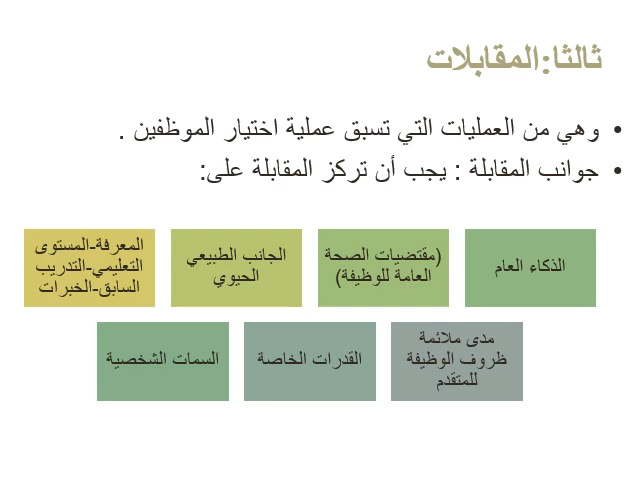 ثالثا:المقابلات
• وهي من العمليات التي تسبق عملية اختيار الموظفين .
• جوانب المقابلة : يجب أن تركز المقابلة على:
الذكاء العام
(مقتضيات الصحة
العامة للوظيفة)
الجانب الطبيعي
الحيوي
المعرفة-المستوى
التعليمي-التدريب
السابق-الخبرات
مدى ملائمة
ظروف الوظيفة
للمتقدم
القدرات الخاصة
السمات الشخصية